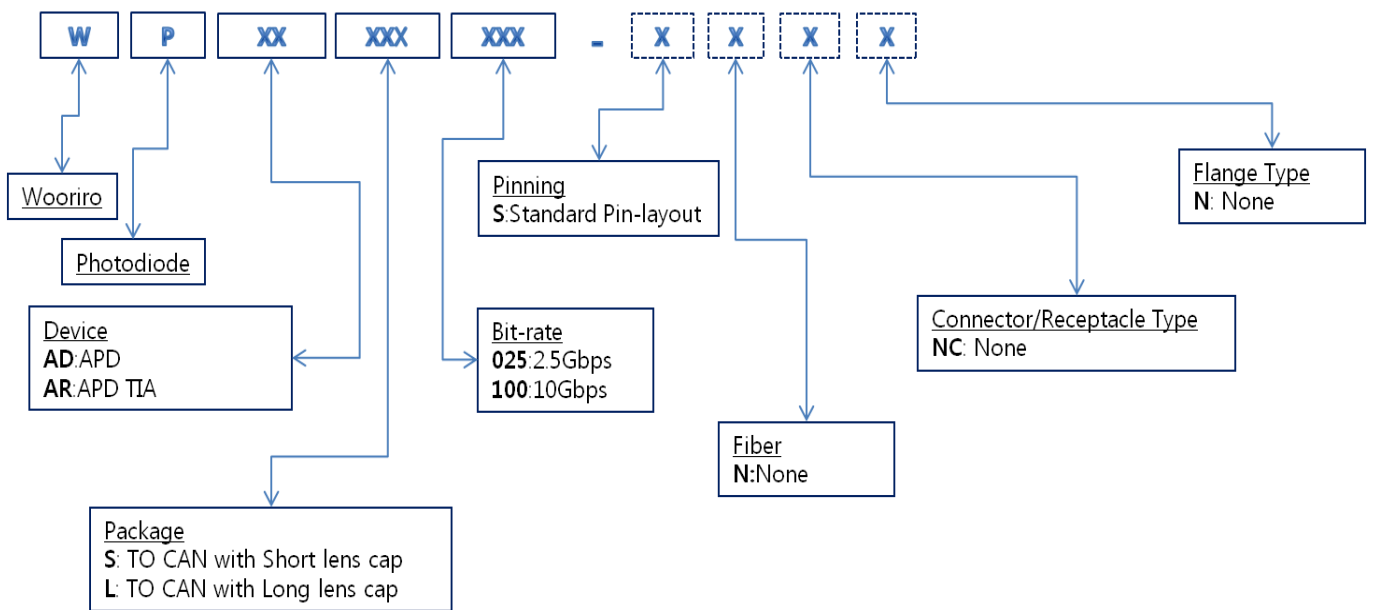 W P XX XXX XXX - X X X X
Wooriro
Photodiode
Device
AD:APD
AR:APD TIA
Package
S: TO CAN with Short lens cap
L: TO CAN with Long lens cap
Bit-rate
025:2.5Gbps
100:10Gbps
Pinning
S:Standard Pin-layout
Fiber
N:None
Connector/Receptacle Type
NC: None
Flange Type
N: None